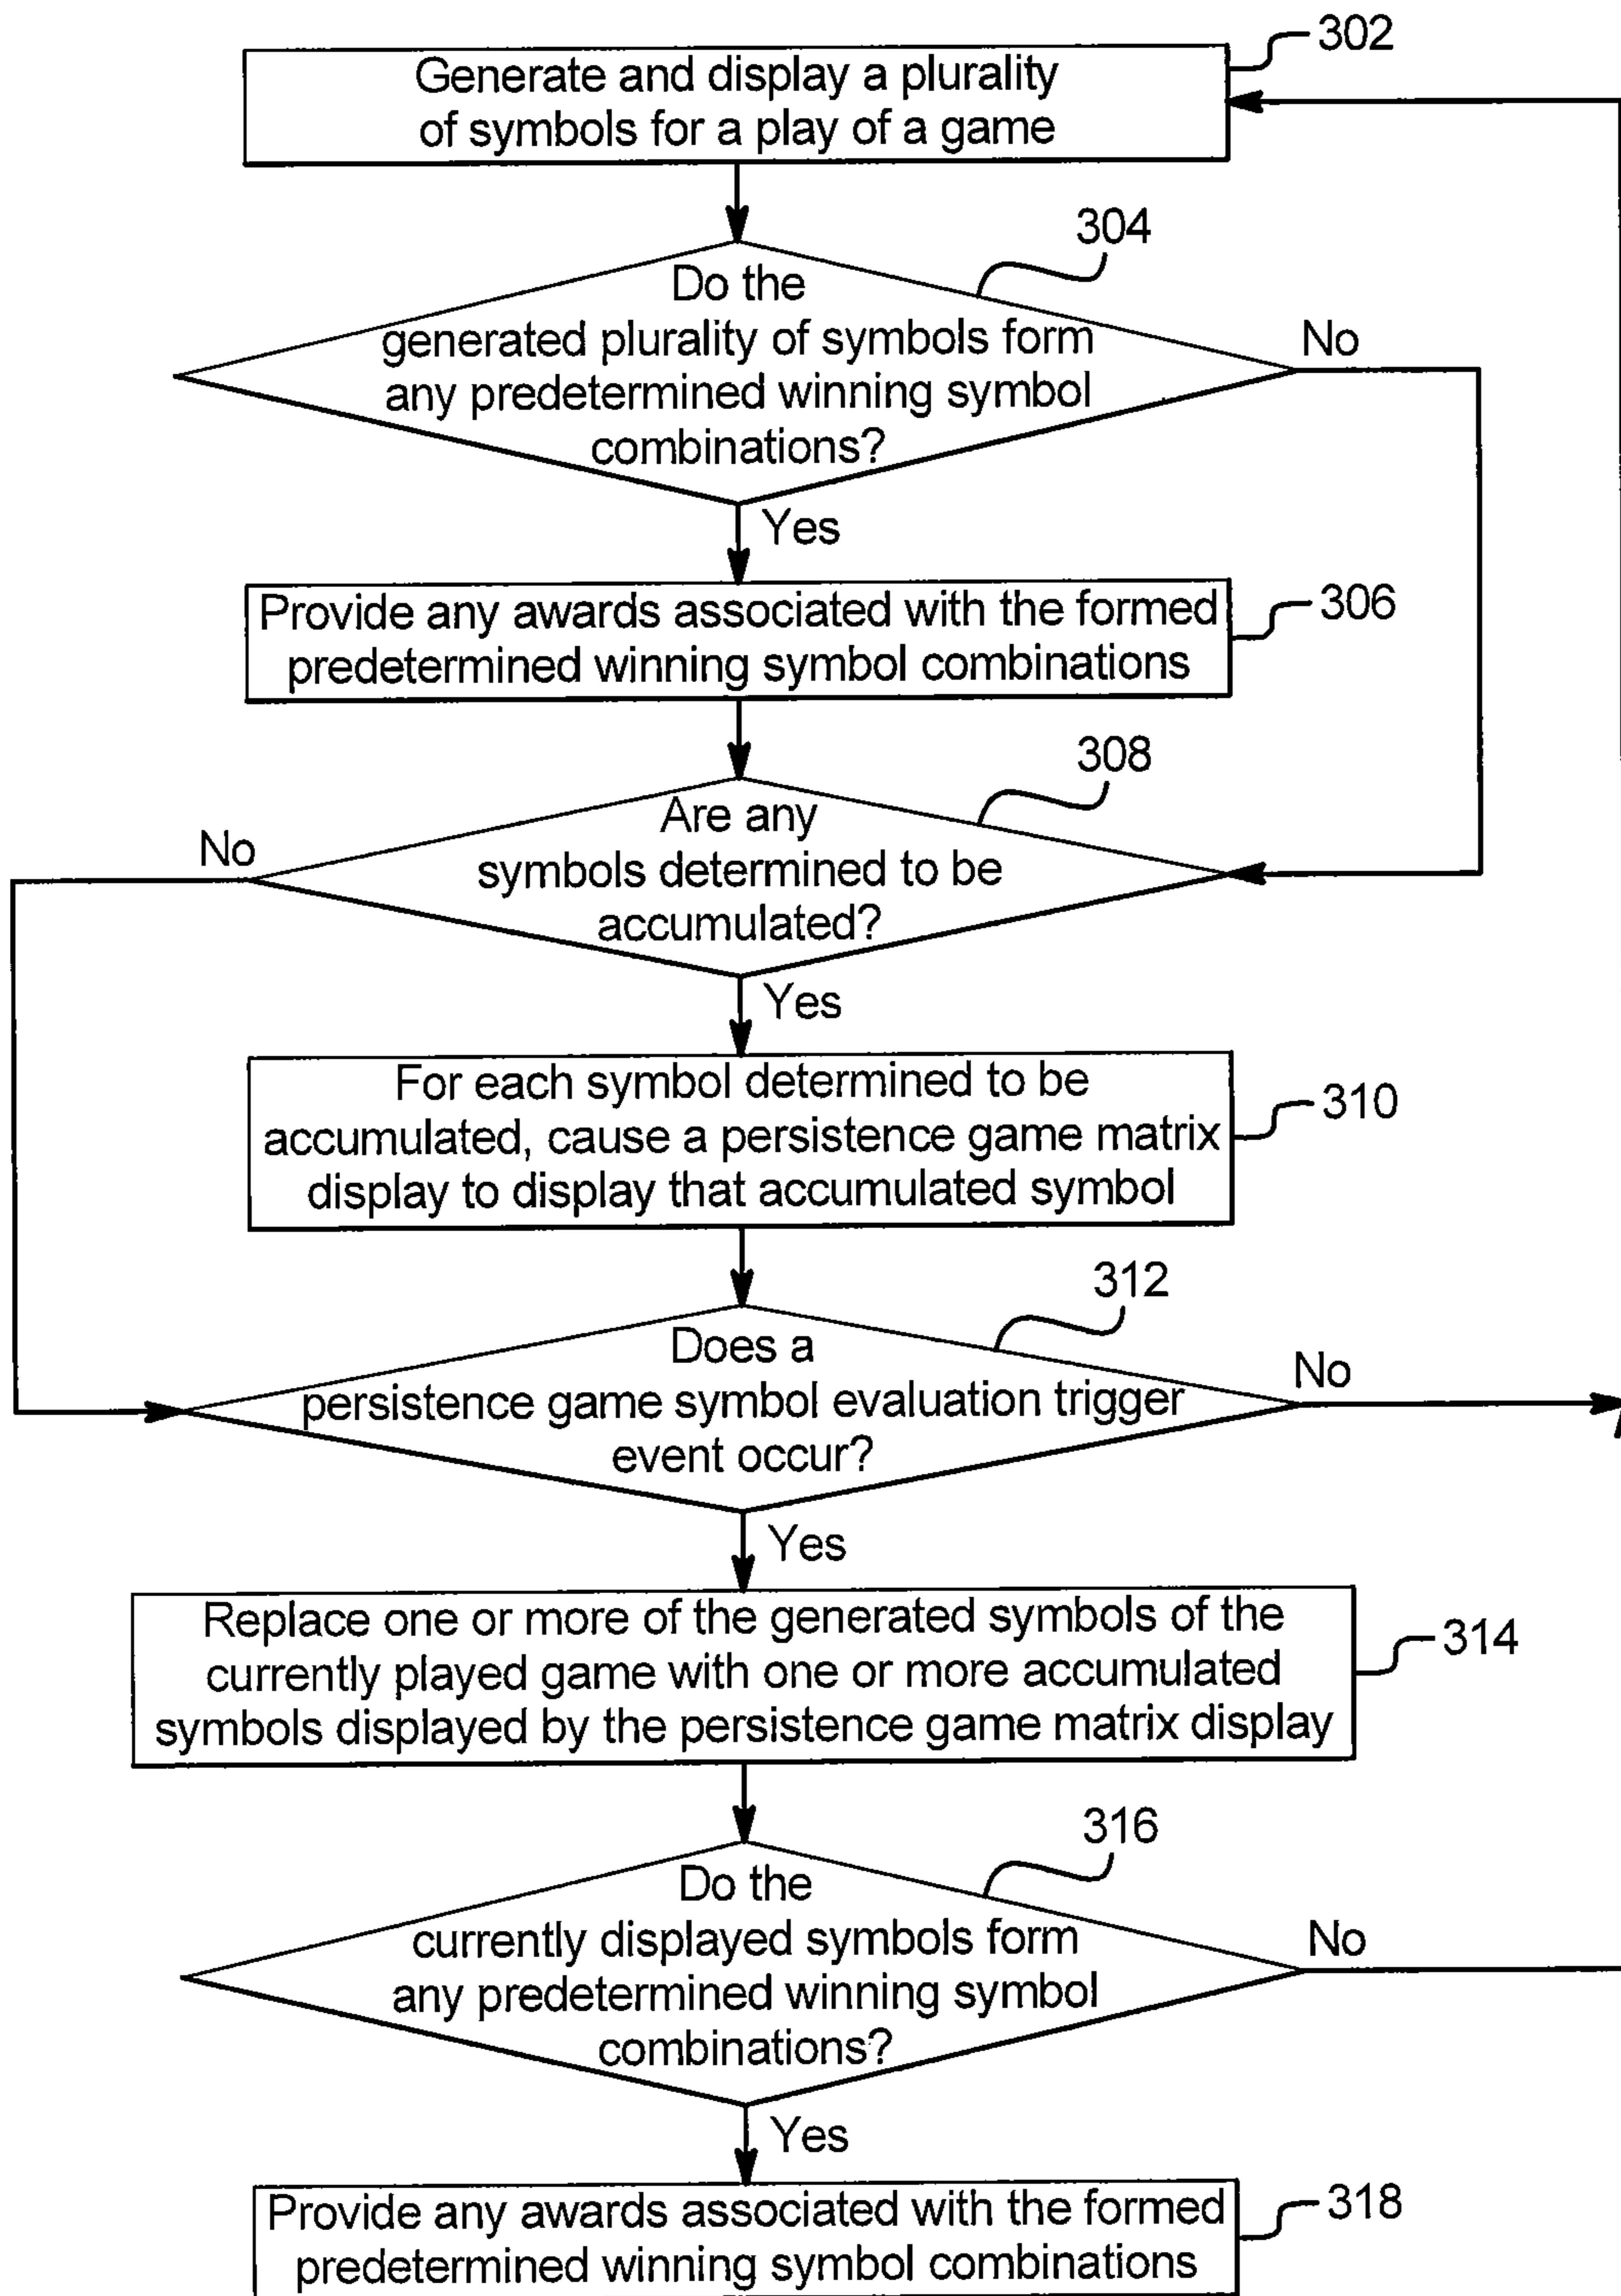 302
Generate and display a plurality
of symbols for a play of a game
304
Do the
generated plurality of symbols form
any predetermined winning symbol
combinations?
No
Yes
Provide any awards associated with the formed
predetermined winning symbol combinations
306
308
Are any
symbols determined to be
accumulated?
No
Yes
For each symbol determined to be
accumulated, cause a persistence game matrix
display to display that accumulated symbol
310
312
Does a
persistence game symbol evaluation trigger
event occur?
No
Yes
Replace one or more of the generated symbols of the
currently played game with one or more accumulated
symbols displayed by the persistence game matrix display
314
316
Do the
currently displayed symbols form
any predetermined winning symbol
combinations?
No
Yes
Provide any awards associated with the formed
predetermined winning symbol combinations
318